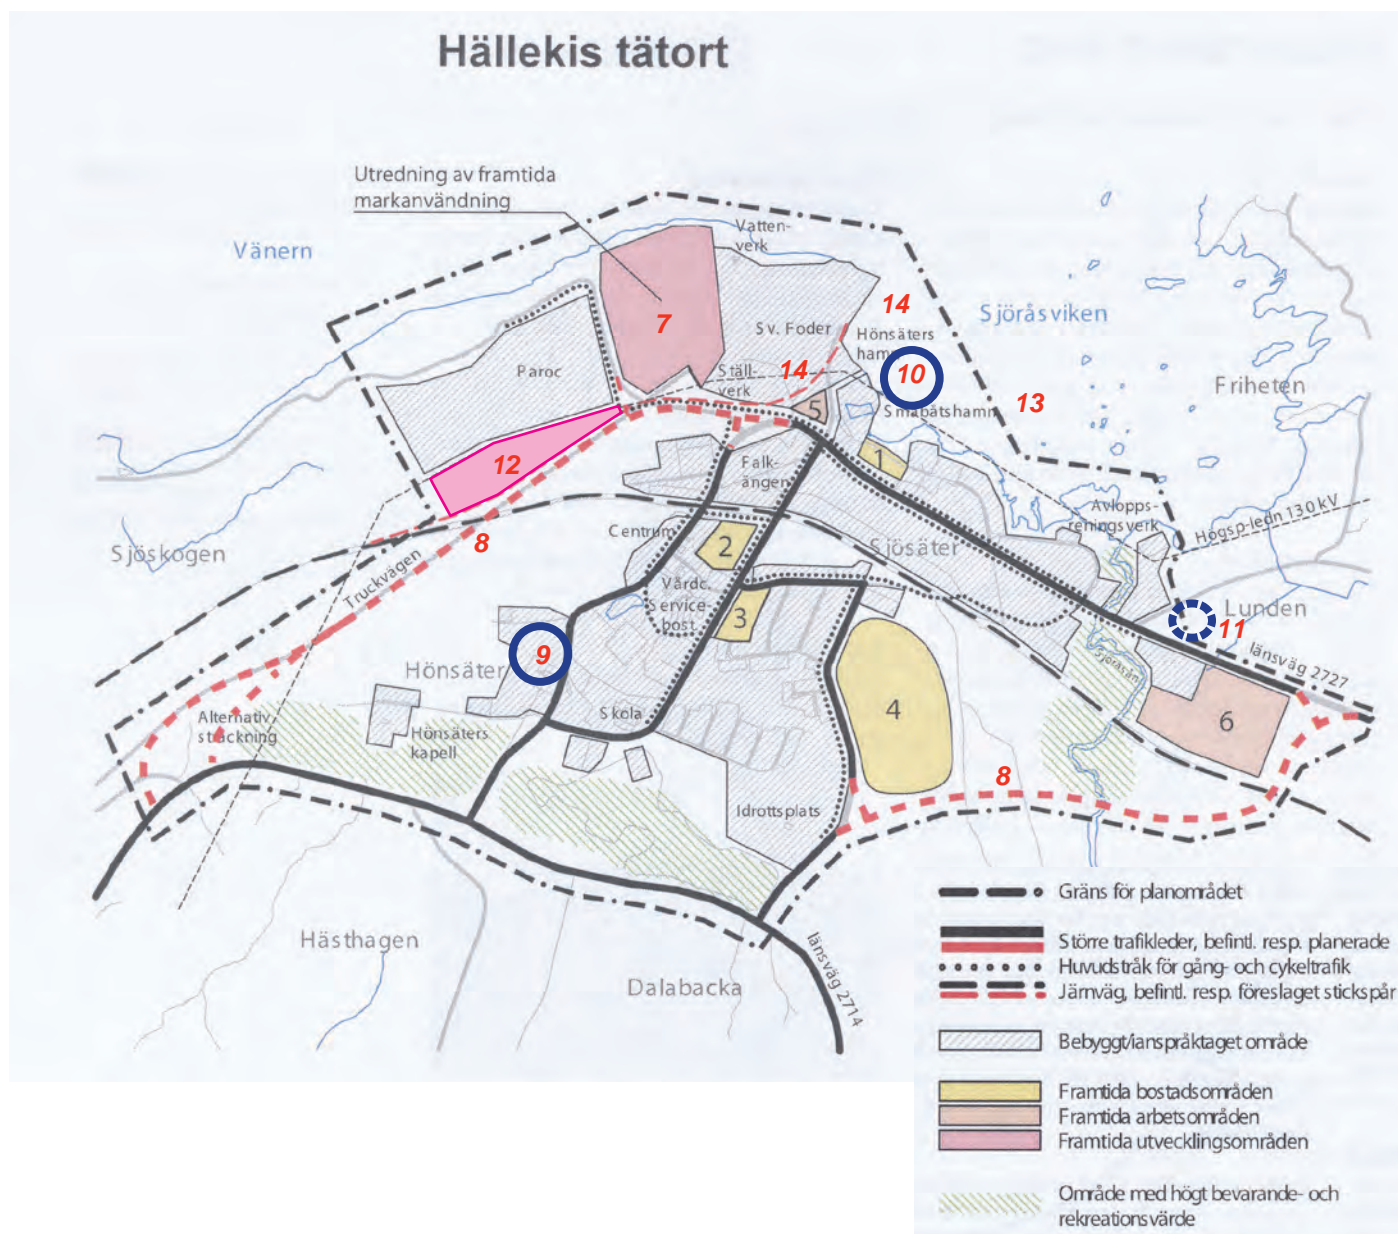 Hällekis tätort
Utredning av framtida
markanvändning
Vänern
Vatten-
verk
Sjöråsviken
14
7
Sv. Foder
Hönsäters
hamn
Paroc
Ställ-
verk
14
10
Friheten
5
Småbåtshamn
13
12
Falk-
ängen
1
Avlopps-
reningsverk
Högsp-ledn 130 kV
Sjöskogen
8
Centrum
2
Sjösäter
Truckvägen
Vårdc.
Service-
bost.
3
Lunden
11
länsväg 2727
Hönsäter
9
Sjöråsån
Skola
4
6
Alternativ
sträckning
Hönsäters
kapell
8
Idrottsplats
Hästhagen
Dalabacka
länsväg 2714
Gräns för planområdet
Större trafikleder, befintl. resp. planerade
Huvudstråk för gång- och cykeltrafik
Järnväg, befintl. resp. föreslaget stickspår
Bebyggt/ianspråktaget område
Framtida bostadsområden
Framtida arbetsområden
Framtida utvecklingsområden
Område med högt bevarande- och
rekreationsvärde